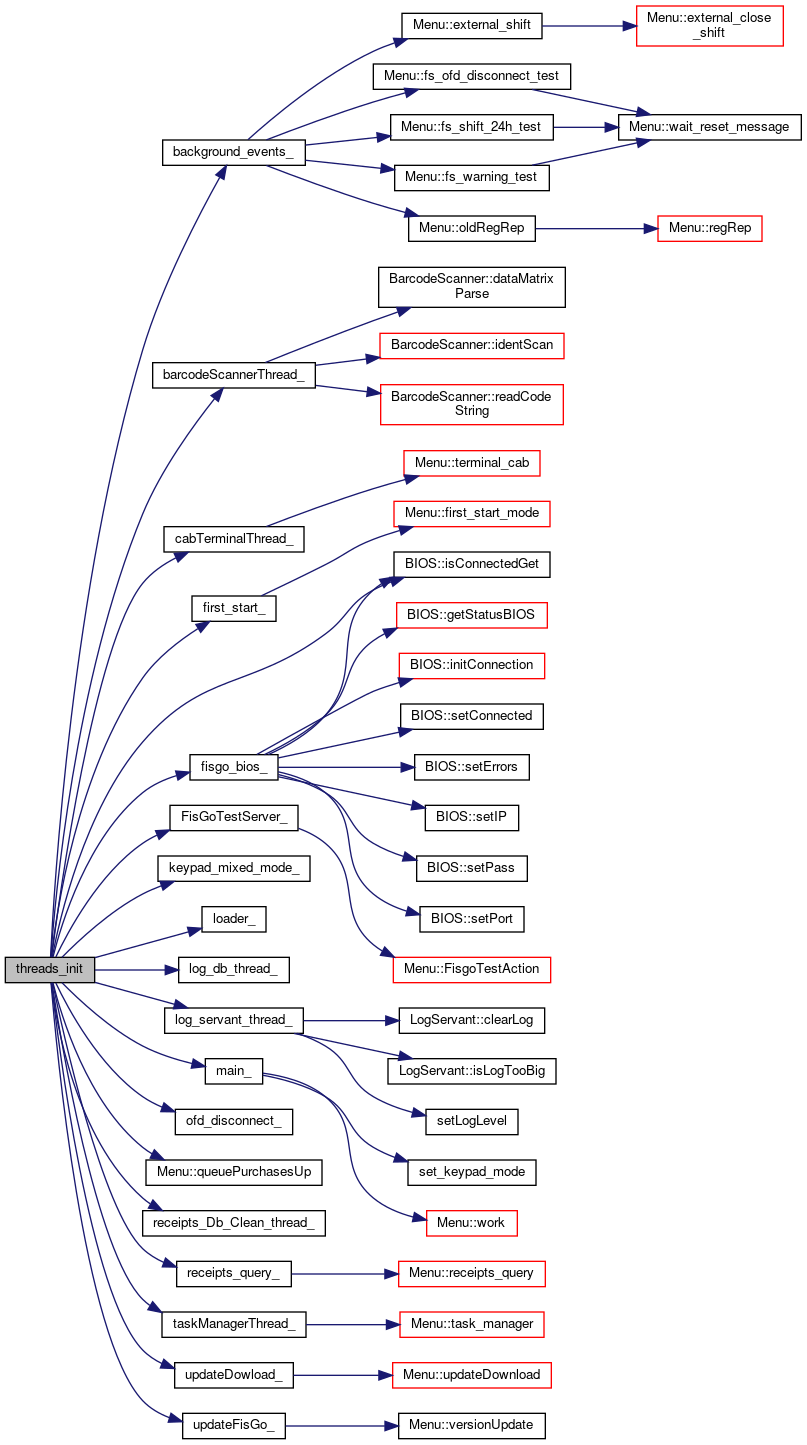 Menu::external_shift
Menu::external_close
_shift
Menu::fs_ofd_disconnect_test
Menu::fs_shift_24h_test
Menu::wait_reset_message
background_events_
Menu::fs_warning_test
Menu::oldRegRep
Menu::regRep
BarcodeScanner::dataMatrix
Parse
BarcodeScanner::identScan
barcodeScannerThread_
BarcodeScanner::readCode
String
Menu::terminal_cab
Menu::first_start_mode
cabTerminalThread_
BIOS::isConnectedGet
first_start_
BIOS::getStatusBIOS
BIOS::initConnection
BIOS::setConnected
fisgo_bios_
BIOS::setErrors
FisGoTestServer_
BIOS::setIP
keypad_mixed_mode_
BIOS::setPass
loader_
BIOS::setPort
threads_init
log_db_thread_
Menu::FisgoTestAction
log_servant_thread_
LogServant::clearLog
main_
LogServant::isLogTooBig
ofd_disconnect_
setLogLevel
Menu::queuePurchasesUp
set_keypad_mode
receipts_Db_Clean_thread_
Menu::work
receipts_query_
Menu::receipts_query
taskManagerThread_
Menu::task_manager
updateDowload_
Menu::updateDownload
updateFisGo_
Menu::versionUpdate